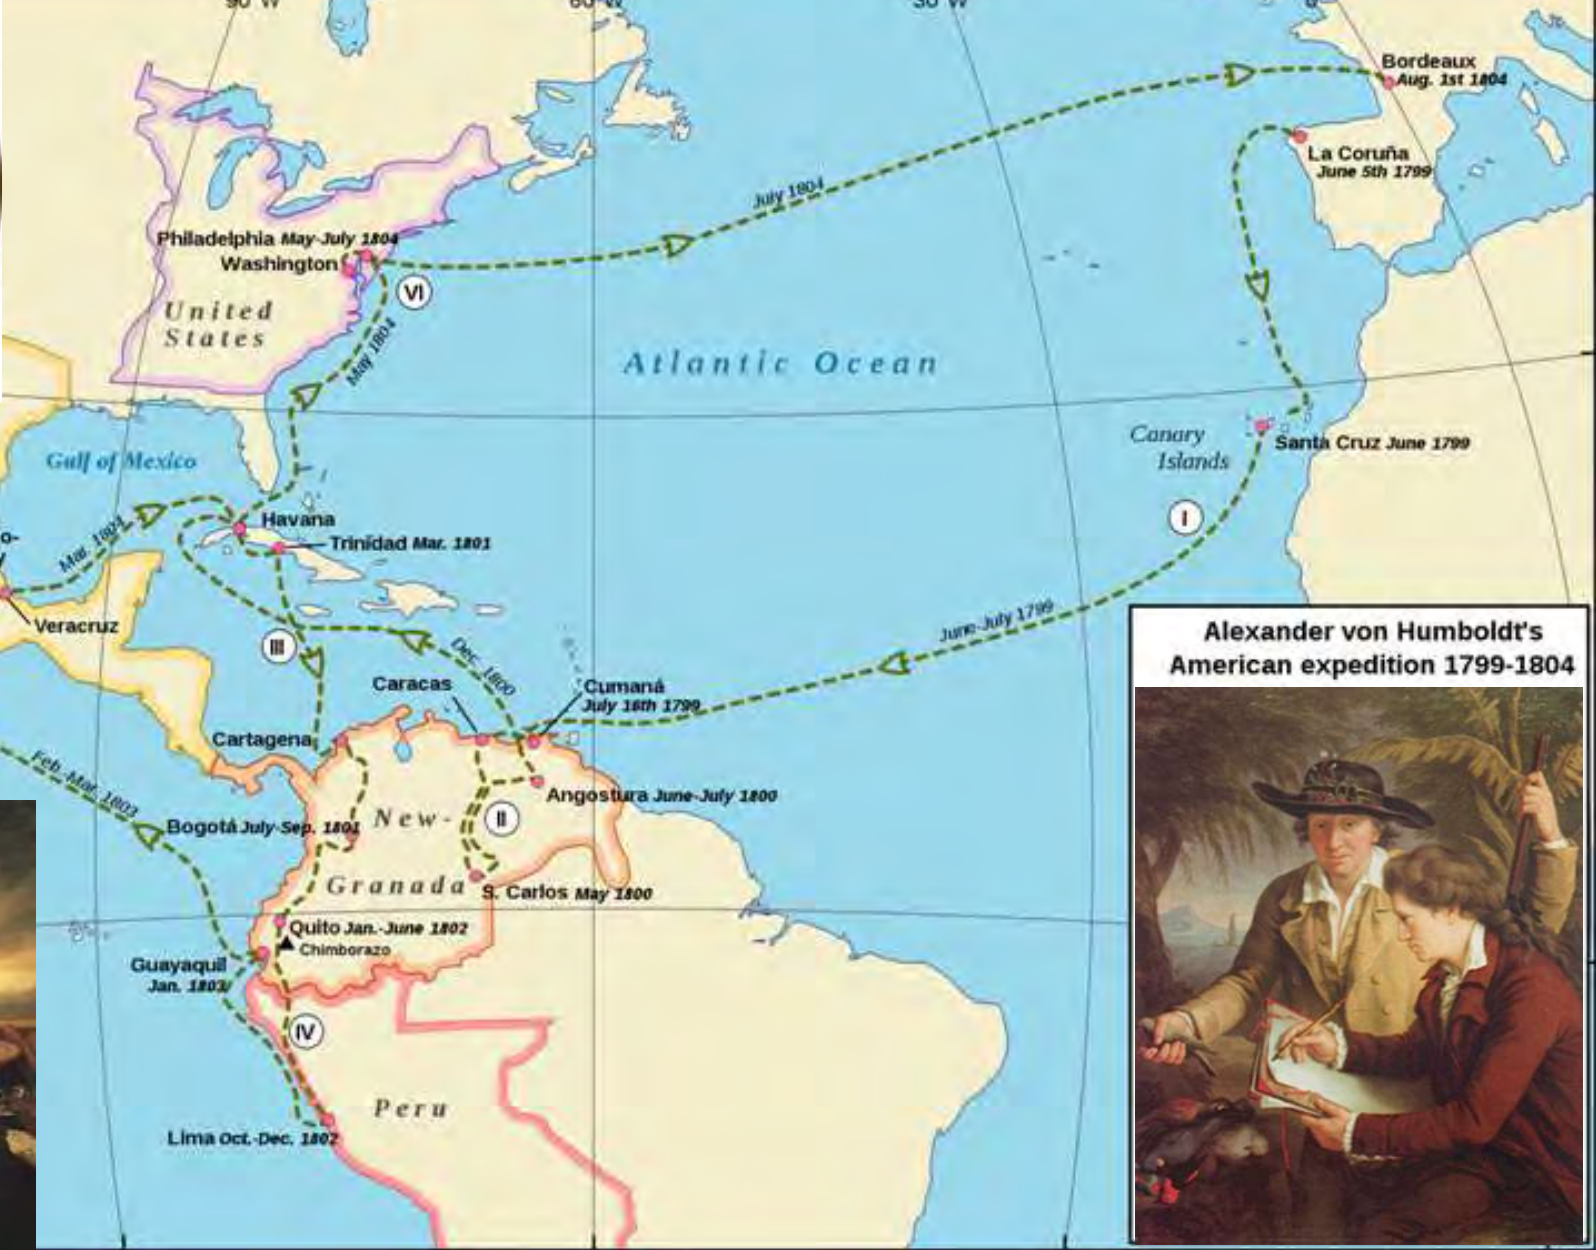 90°W
60°W
30°W
0°
Bordeaux
Aug. 1st 1804
La Coruña
June 5th 1799
July 1804
Philadelphia May-July 1804
Washington
VI
United
States
May 1804
Atlantic Ocean
Canary
Islands
Santa Cruz June 1799
Gulf of Mexico
I
Havana
Trinidad Mar. 1801
o-
Veracruz
June-July 1799
III
Dec. 1800
Caracas
Cumaná
July 16th 1799
Cartagena
Feb.-Mar. 1803
Angostura June-July 1800
Bogotá July-Sep. 1801
New-
II
Granada
S. Carlos May 1800
Quito Jan.-June 1802
Chimborazo
Guayaquil
Jan. 1803
IV
Peru
Lima Oct.-Dec. 1802
Alexander von Humboldt's
American expedition 1799-1804